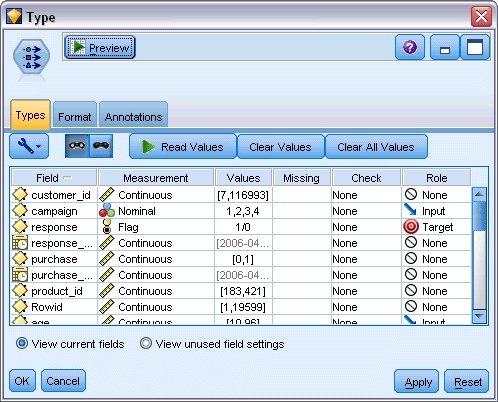 Type
Preview
Types Format Annotations
Read Values Clear Values Clear All Values
Field Measurement Values Missing Check Role
customer_id Continuous [7,116993] None None
campaign Nominal 1,2,3,4 None Input
response Flag 1/0 None Target
response_... Continuous [2006-04... None None
purchase Continuous [0,1] None None
purchase_... Continuous [2006-04... None None
product_id Continuous [183,421] None None
Rowid Continuous [1,19599] None None
age Continuous [10,96] None Input
View current fields View unused field settings
OK Cancel Apply Reset